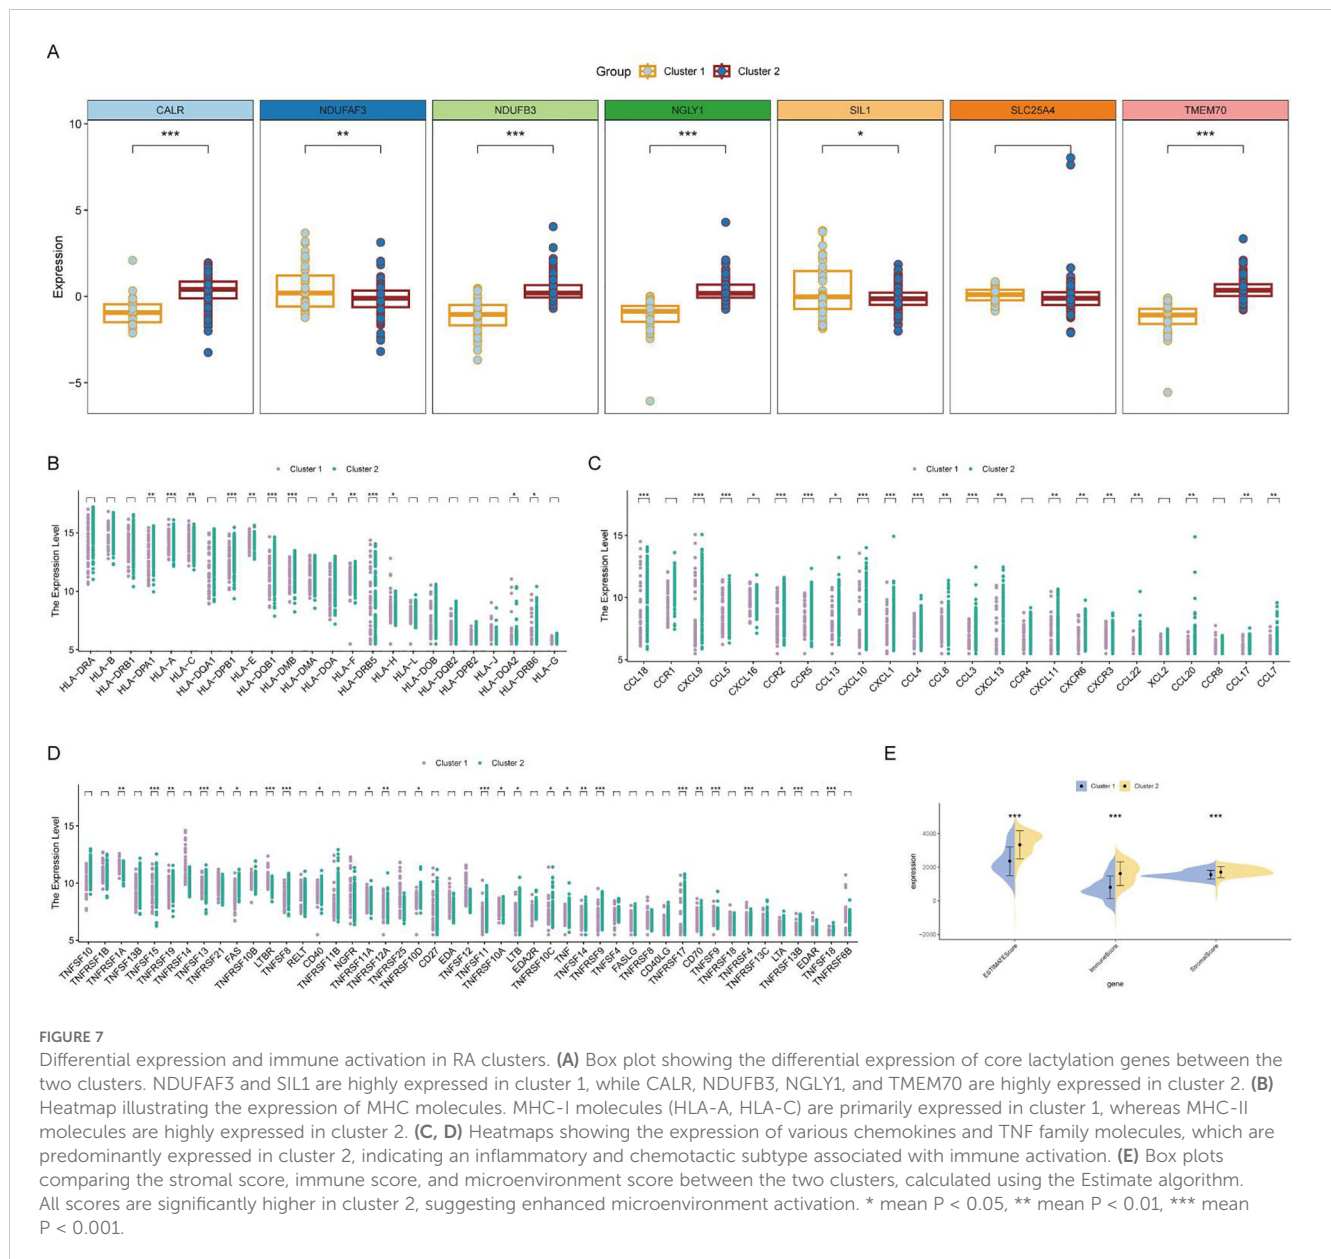 A
Group Cluster 1 Cluster 2
CALR NDUFAF3 NDUFB3 NGLY1 SIL1 SLC25A4 TMEM70
*** ** *** *** * ***
10
5
0
−5
Expression
B
Cluster 1 Cluster 2
** *** ** *** ** *** *** * ** *** * * *
The Expression Level
15
10
5
HLA−DRA HLA−B HLA−DRB1 HLA−DPA1 HLA−A HLA−C HLA−DQA1 HLA−DPB1 HLA−E HLA−DQB1 HLA−DMB HLA−DMA HLA−DOA HLA−F HLA−DRB5 HLA−H HLA−L HLA−DOB HLA−DQB2 HLA−DPB2 HLA−J HLA−DQA2 HLA−DRB6 HLA−G
C
Cluster 1 Cluster 2
*** *** *** * *** *** * *** *** *** ** *** ** ** ** ** ** ** ** **
The Expression Level
15
10
5
CCL18 CCR1 CXCL9 CCL5 CXCL16 CCR2 CCR5 CCL13 CXCL10 CXCL1 CCL4 CCL8 CCL3 CXCL13 CCR4 CXCL11 CXCR6 CXCR3 CCL22 XCL2 CCL20 CCR8 CCL17 CCL7
D
Cluster 1 Cluster 2
** *** ** *** * * *** *** * * ** * *** * * * * ** *** *** ** *** *** * *** ***
The Expression Level
15
10
5
TNFSF10 TNFRSF1B TNFRSF1A TNFSF13B TNFSF15 TNFRSF19 TNFRSF14 TNFSF13 TNFRSF21 FAS TNFRSF10B LTBR TNFSF8 RELT CD40 TNFRSF11B NGFR TNFRSF11A TNFRSF12A TNFRSF25 TNFRSF10D CD27 EDA TNFSF12 TNFSF11 TNFRSF10A LTB EDA2R TNFRSF10C TNF TNFSF14 TNFRSF9 TNFSF4 FASLG TNFRSF8 CD40LG TNFRSF17 CD70 TNFSF9 TNFRSF18 TNFRSF4 TNFRSF13C LTA TNFRSF13B EDAR TNFSF18 TNFRSF6B
E
Cluster 1 Cluster 2
*** *** ***
4000
2000
0
−2000
expression
ESTIMATEScore ImmuneScore StromalScore
gene
FIGURE 7
Differential expression and immune activation in RA clusters. (A) Box plot showing the differential expression of core lactylation genes between the
two clusters. NDUFAF3 and SIL1 are highly expressed in cluster 1, while CALR, NDUFB3, NGLY1, and TMEM70 are highly expressed in cluster 2. (B)
Heatmap illustrating the expression of MHC molecules. MHC-I molecules (HLA-A, HLA-C) are primarily expressed in cluster 1, whereas MHC-II
molecules are highly expressed in cluster 2. (C, D) Heatmaps showing the expression of various chemokines and TNF family molecules, which are
predominantly expressed in cluster 2, indicating an inflammatory and chemotactic subtype associated with immune activation. (E) Box plots
comparing the stromal score, immune score, and microenvironment score between the two clusters, calculated using the Estimate algorithm.
All scores are significantly higher in cluster 2, suggesting enhanced microenvironment activation. * mean P < 0.05, ** mean P < 0.01, *** mean
P < 0.001.